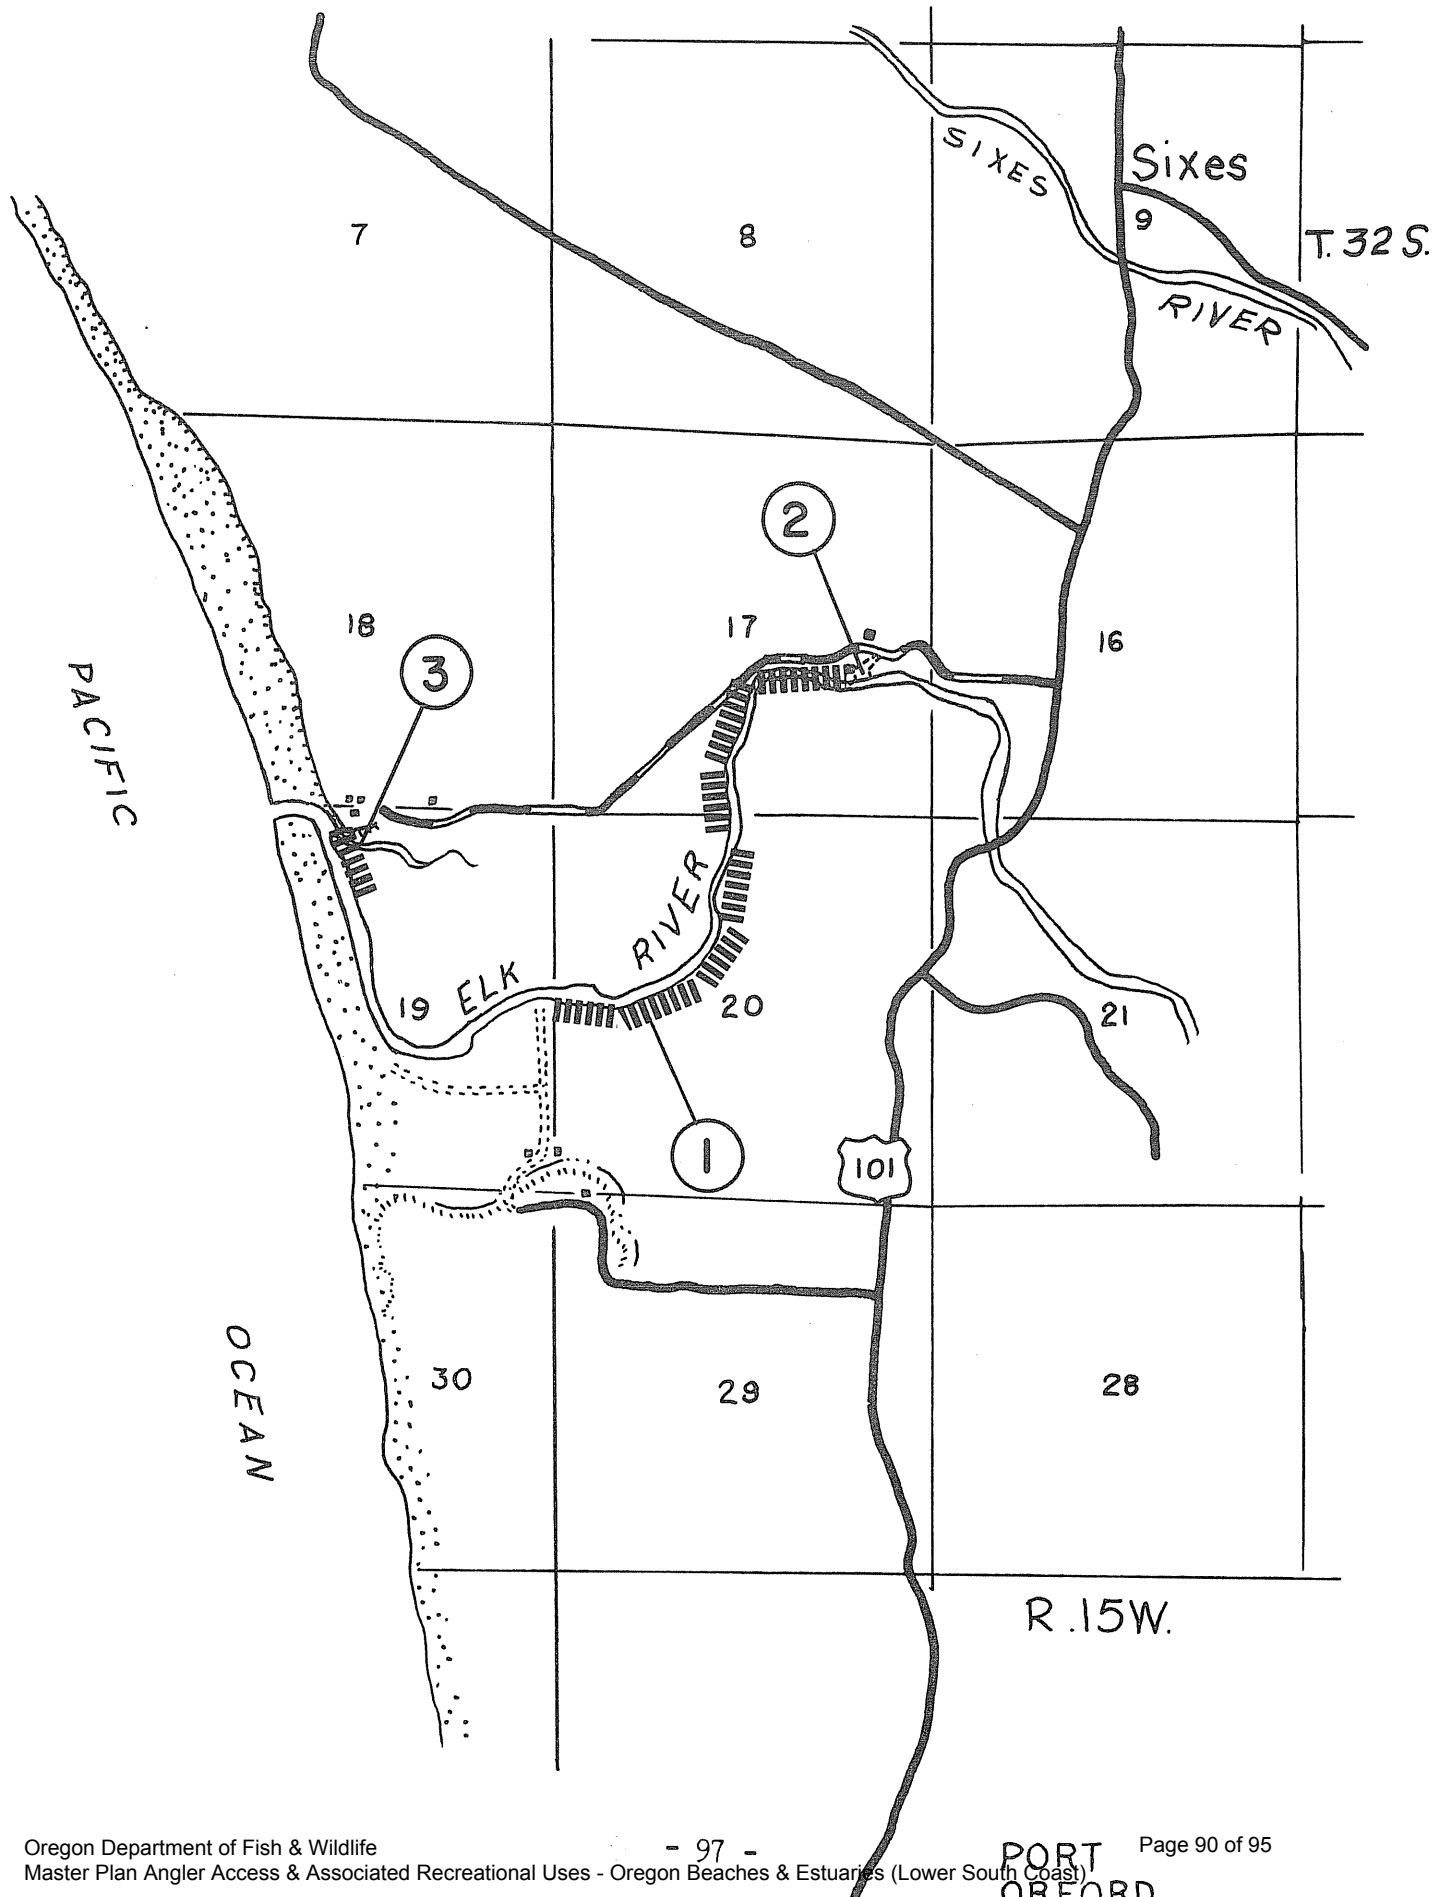 SIXES
Sixes
9
T. 32 S.
7
8
RIVER
2
18
17
16
3
PACIFIC
RIVER
ELK
19
20
21
1
101
OCEAN
30
29
28
R. 15W.
- 97 -
PORT
ORFORD
Oregon Department of Fish & Wildlife
Page 90 of 95
Master Plan Angler Access & Associated Recreational Uses - Oregon Beaches & Estuaries (Lower South Coast)